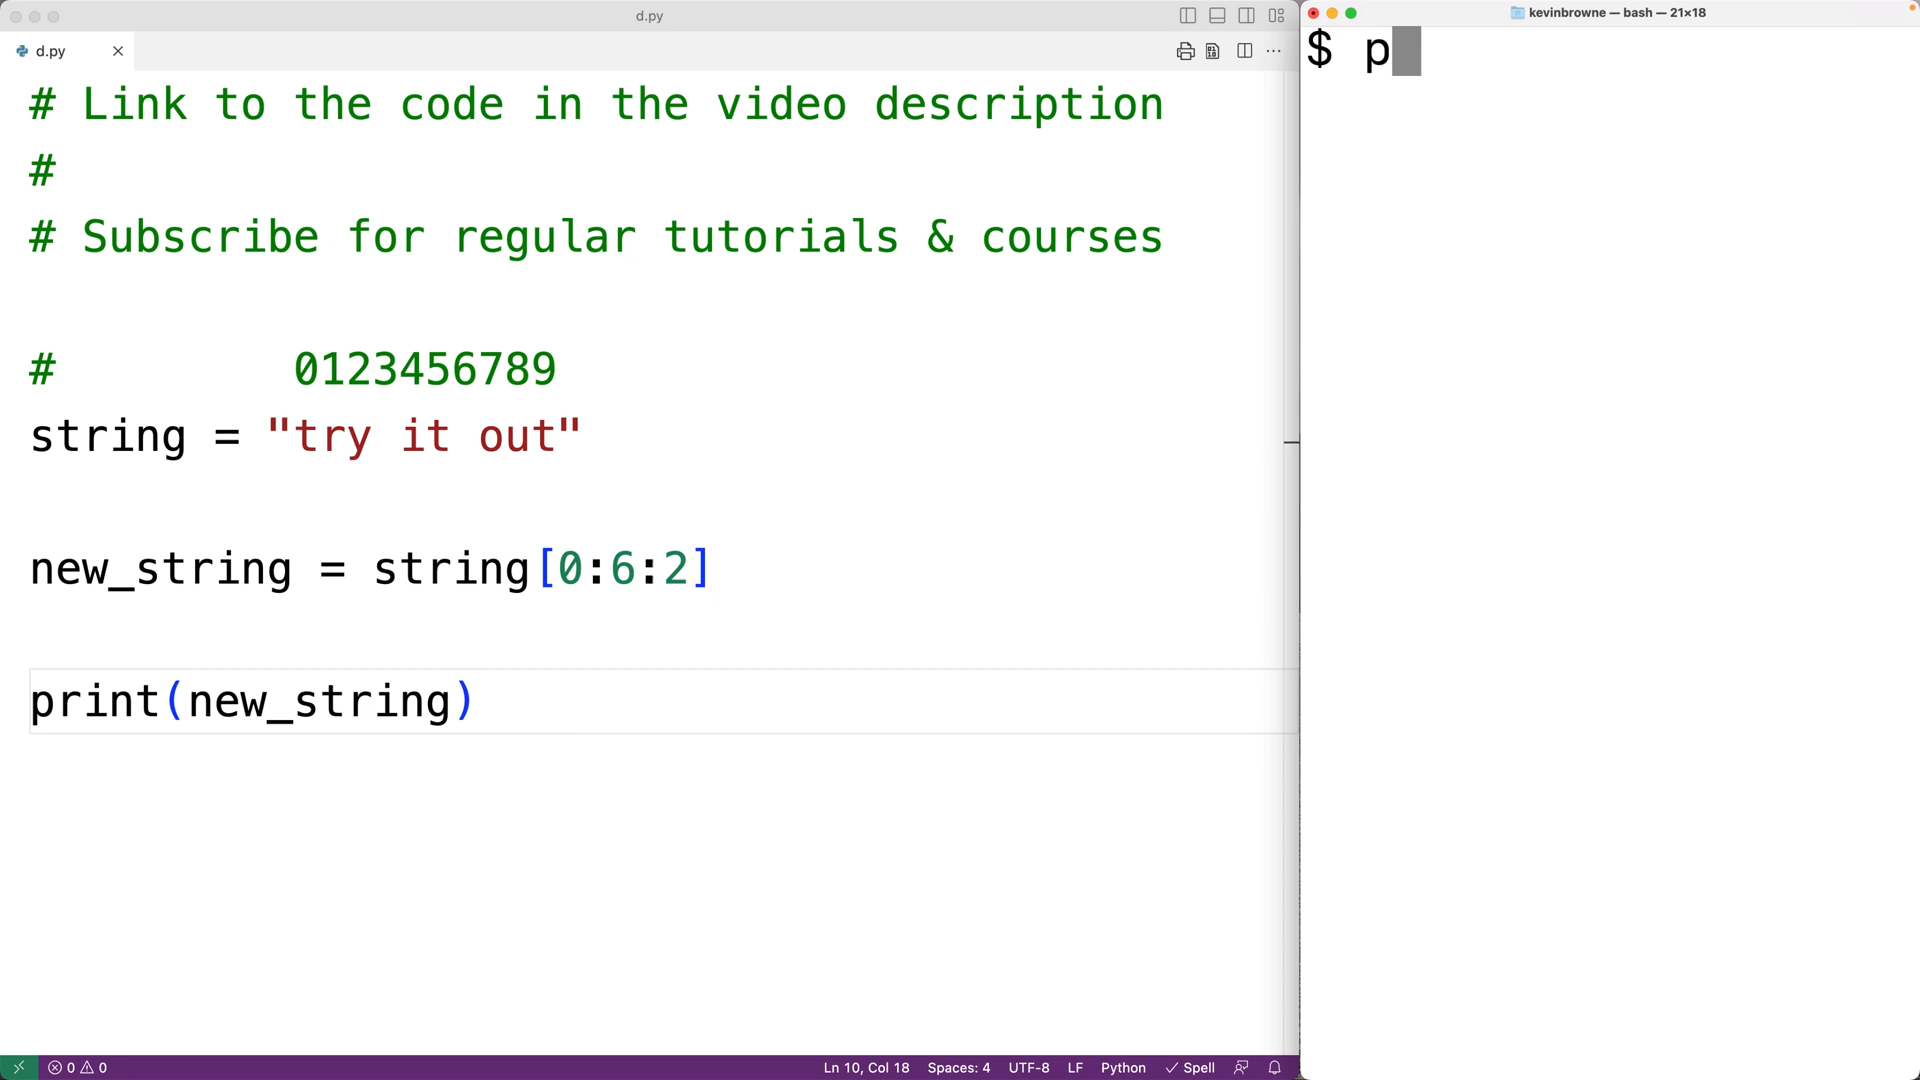 d.py
d.py
# Link to the code in the video description
#
# Subscribe for regular tutorials & courses
#         0123456789
string = "try it out"
new_string = string[0:6:2]
print(new_string)
0 0
Ln 10, Col 18 Spaces: 4 UTF-8 LF Python Spell
kevinbrowne — bash — 21×18
$ p